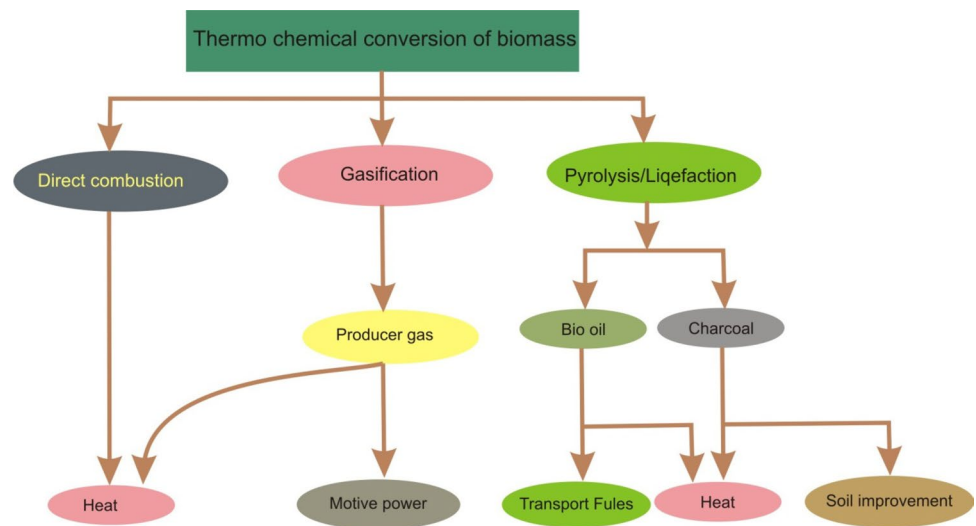 Thermo chemical conversion of biomass
Direct combustion
Gasification
Pyrolysis/Liqefaction
Producer gas
Bio oil
Charcoal
Heat
Motive power
Transport Fules
Heat
Soil improvement